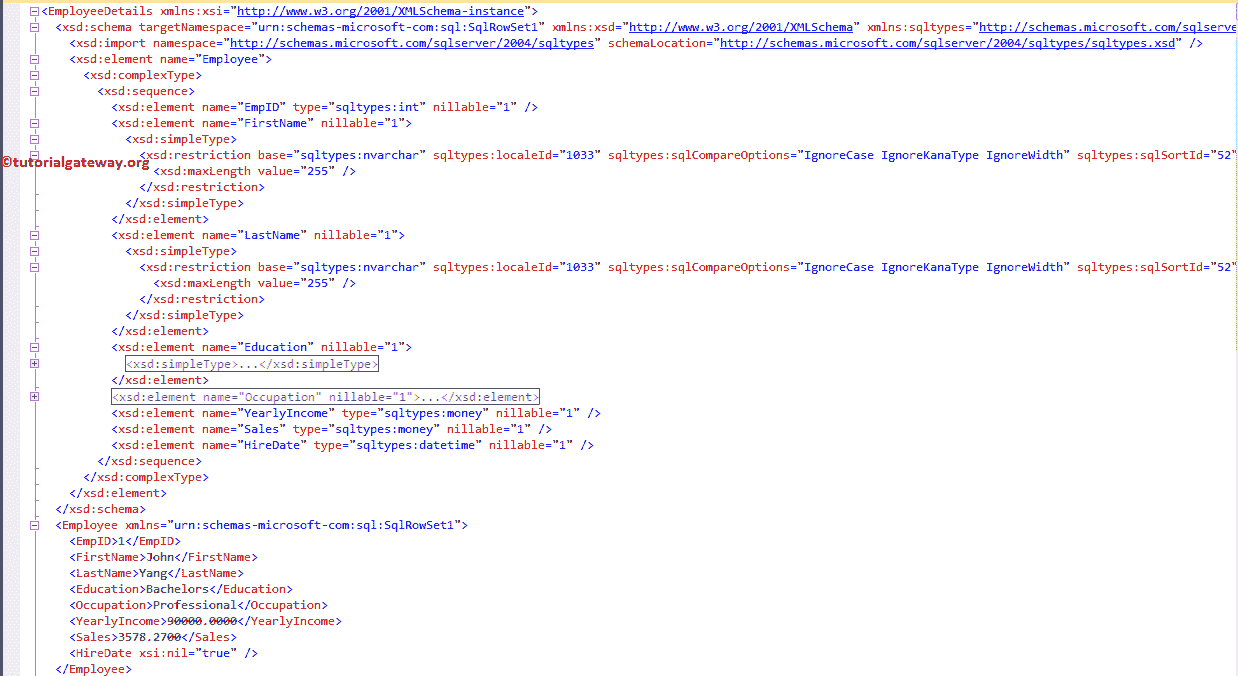 <EmployeeDetails xmlns:xsi="http://www.w3.org/2001/XMLSchema-instance">
<xsd:schema targetNamespace="urn:schemas-microsoft-com:sql:SqlRowSet1" xmlns:xsd="http://www.w3.org/2001/XMLSchema" xmlns:sqltypes="http://schemas.microsoft.com/sqlserve
<xsd:import namespace="http://schemas.microsoft.com/sqlserver/2004/sqltypes" schemaLocation="http://schemas.microsoft.com/sqlserver/2004/sqltypes/sqltypes.xsd" />
<xsd:element name="Employee">
<xsd:complexType>
<xsd:sequence>
<xsd:element name="EmpID" type="sqltypes:int" nillable="1" />
<xsd:element name="FirstName" nillable="1">
<xsd:simpleType>
©tutorialgateway.org
<xsd:restriction base="sqltypes:nvarchar" sqltypes:localeId="1033" sqltypes:sqlCompareOptions="IgnoreCase IgnoreKanaType IgnoreWidth" sqltypes:sqlSortId="52"
<xsd:maxLength value="255" />
</xsd:restriction>
</xsd:simpleType>
</xsd:element>
<xsd:element name="LastName" nillable="1">
<xsd:simpleType>
<xsd:restriction base="sqltypes:nvarchar" sqltypes:localeId="1033" sqltypes:sqlCompareOptions="IgnoreCase IgnoreKanaType IgnoreWidth" sqltypes:sqlSortId="52"
<xsd:maxLength value="255" />
</xsd:restriction>
</xsd:simpleType>
</xsd:element>
<xsd:element name="Education" nillable="1">
<xsd:simpleType>...</xsd:simpleType>
</xsd:element>
<xsd:element name="Occupation" nillable="1">...</xsd:element>
<xsd:element name="YearlyIncome" type="sqltypes:money" nillable="1" />
<xsd:element name="Sales" type="sqltypes:money" nillable="1" />
<xsd:element name="HireDate" type="sqltypes:datetime" nillable="1" />
</xsd:sequence>
</xsd:complexType>
</xsd:element>
</xsd:schema>
<Employee xmlns="urn:schemas-microsoft-com:sql:SqlRowSet1">
<EmpID>1</EmpID>
<FirstName>John</FirstName>
<LastName>Yang</LastName>
<Education>Bachelors</Education>
<Occupation>Professional</Occupation>
<YearlyIncome>90000.0000</YearlyIncome>
<Sales>3578.2700</Sales>
<HireDate xsi:nil="true" />
</Employee>